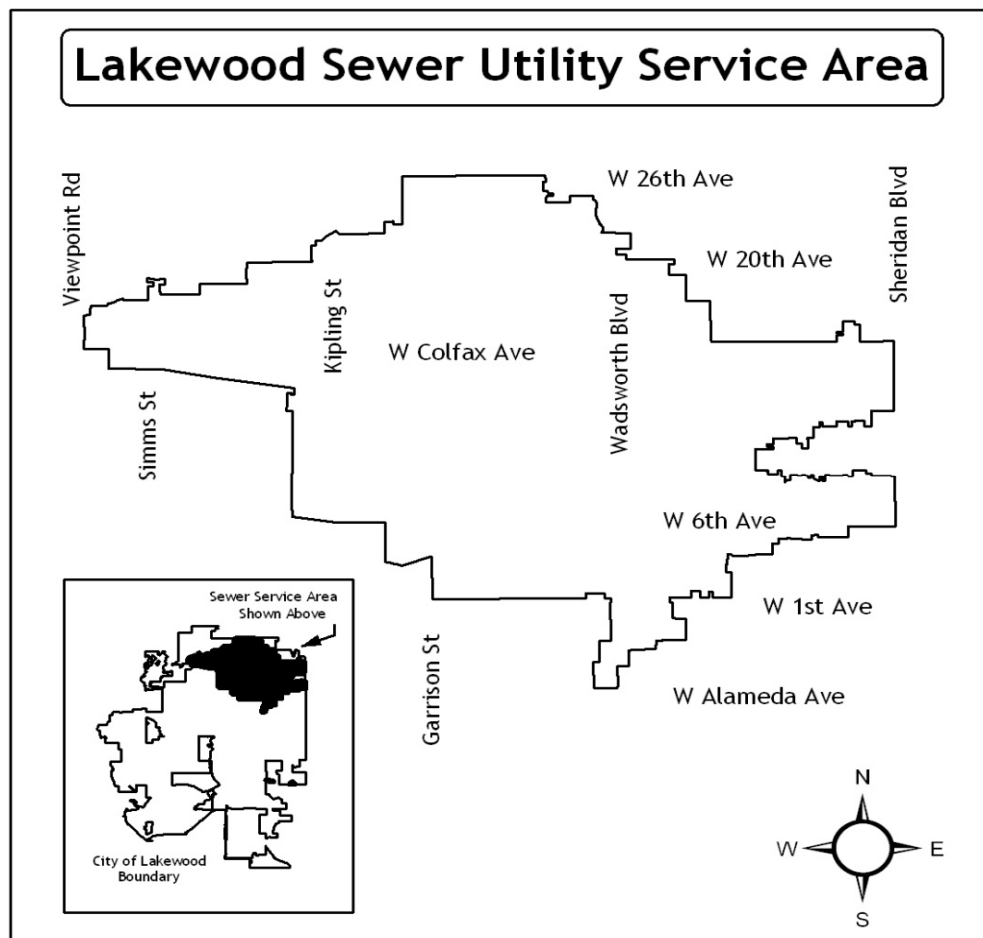 Lakewood Sewer Utility Service Area
Viewpoint Rd
W 26th Ave
Sheridan Blvd
W 20th Ave
Kipling St
W Colfax Ave
Wadsworth Blvd
Simms St
W 6th Ave
W 1st Ave
Garrison St
W Alameda Ave
Sewer Service Area
Shown Above
City of Lakewood
Boundary
N
W
E
S